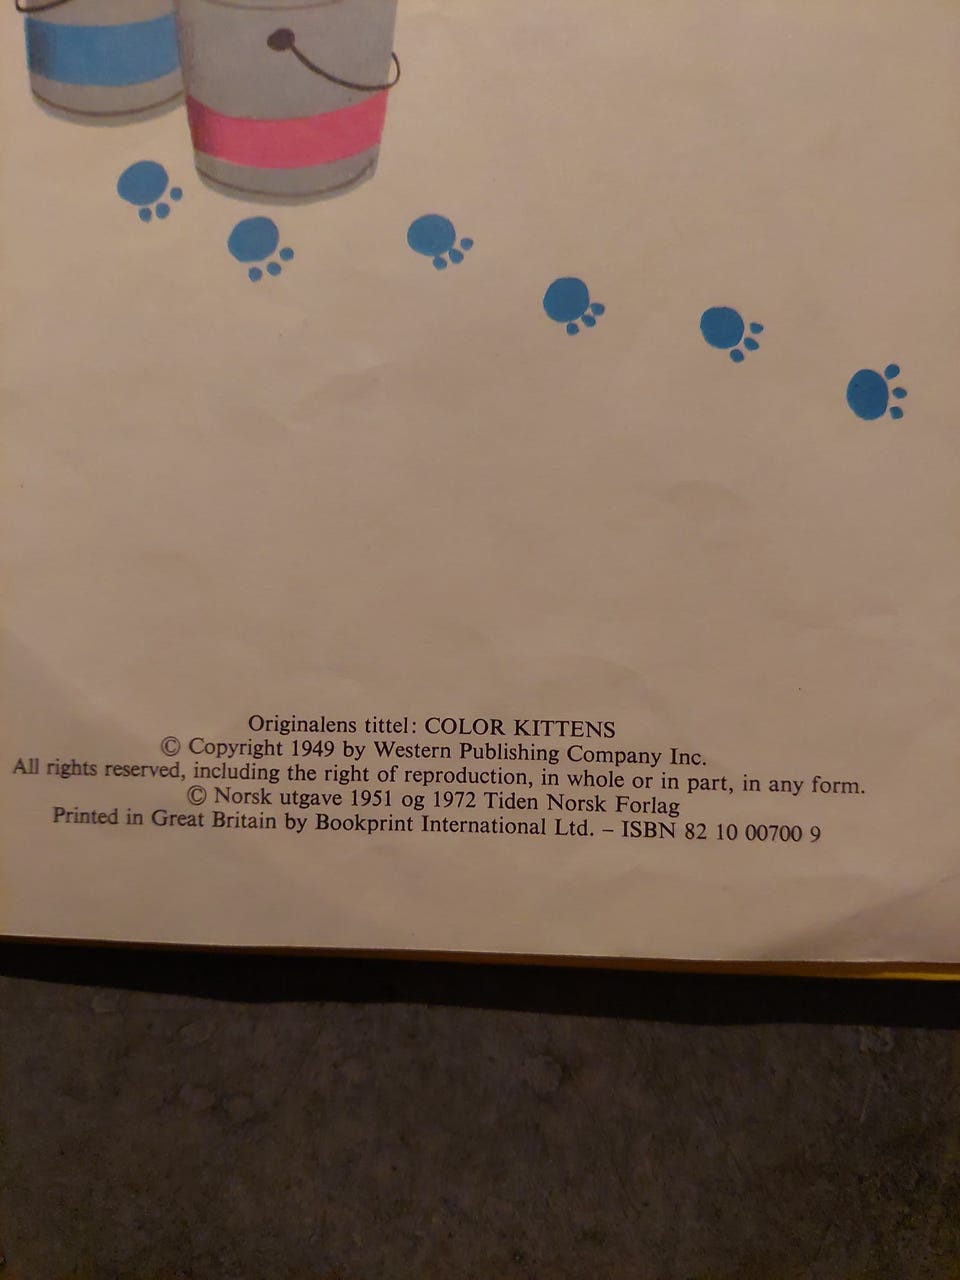 Originalens tittel: COLOR KITTENS
© Copyright 1949 by Western Publishing Company Inc.
All rights reserved, including the right of reproduction, in whole or in part, in any form.
© Norsk utgave 1951 og 1972 Tiden Norsk Forlag
Printed in Great Britain by Bookprint International Ltd. – ISBN 82 10 00700 9